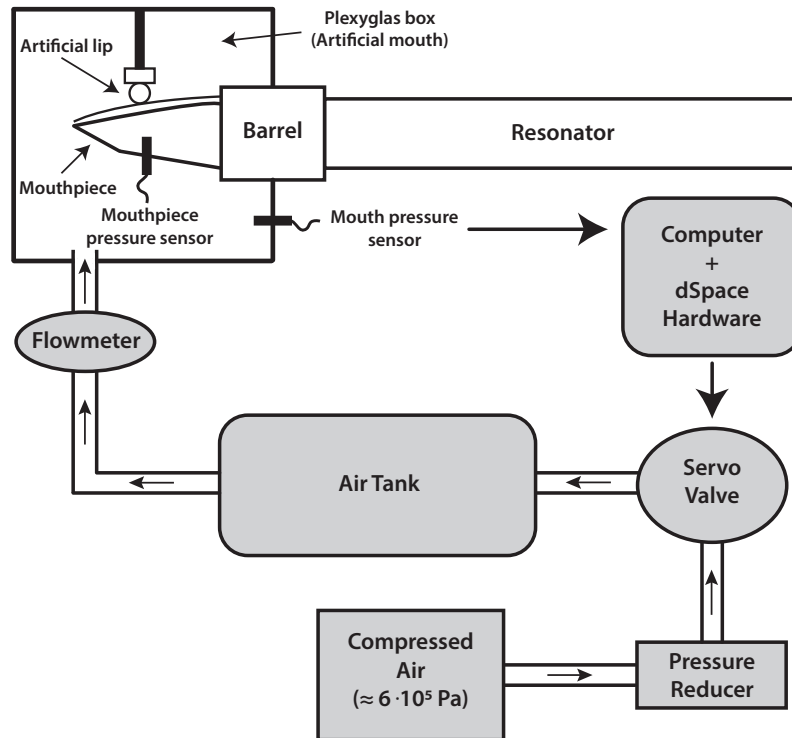 Plexyglas box
(Artificial mouth)
Artificial lip
Barrel
Resonator
Mouthpiece
Mouthpiece
pressure sensor
Mouth pressure
sensor
Computer
+
dSpace
Hardware
Flowmeter
Air Tank
Servo
Valve
Compressed
Air
(≈ 6 ·10⁵ Pa)
Pressure
Reducer